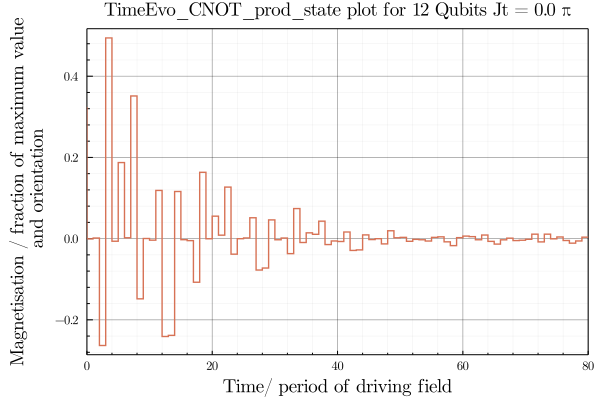 TimeEvo_CNOT_prod_state plot for 12 Qubits Jt = 0.0 π
Magnetisation / fraction of maximum value
and orientation
0.4
0.2
0.0
−0.2
0 20 40 60 80
Time/ period of driving field